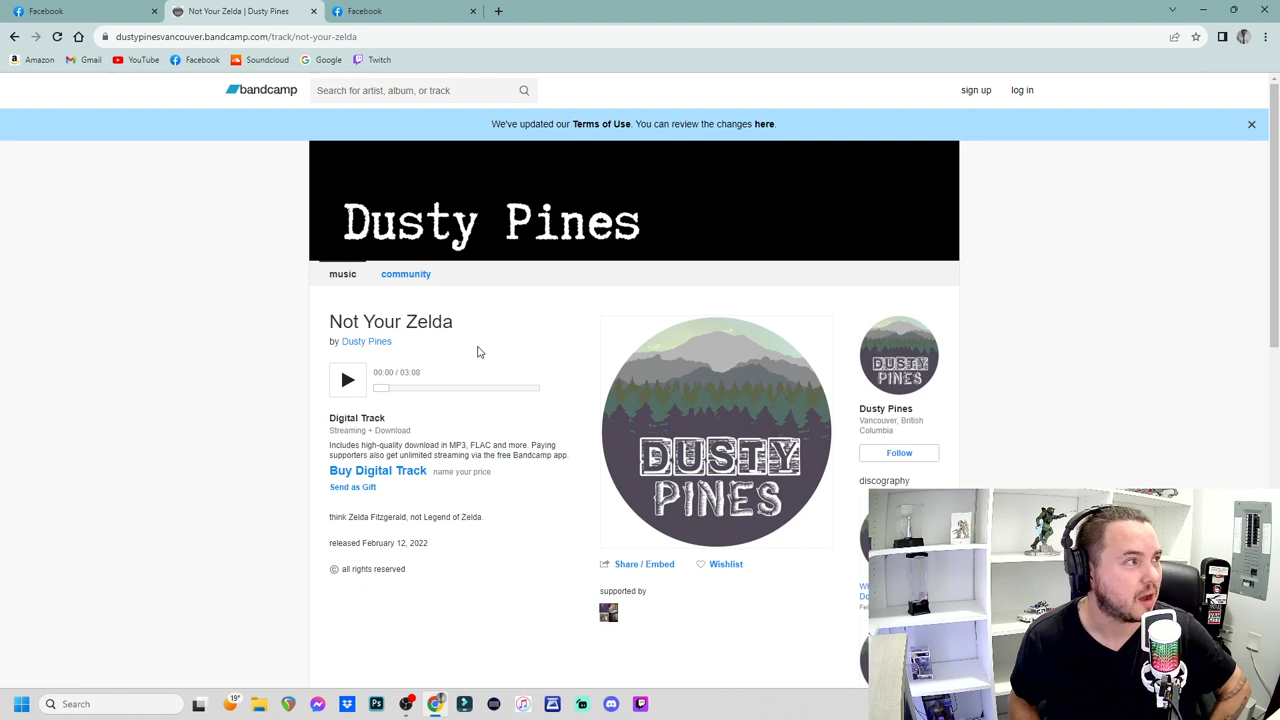 Facebook
Not Your Zelda | Dusty Pines
Facebook
dustypinesvancouver.bandcamp.com/track/not-your-zelda
Amazon
Gmail
YouTube
Facebook
Soundcloud
Google
Twitch
bandcamp
Search for artist, album, or track
sign up
log in
We've updated our Terms of Use. You can review the changes here.
Dusty Pines
music
community
Not Your Zelda
by Dusty Pines
00:00 / 03:08
Digital Track
Streaming + Download
Includes high-quality download in MP3, FLAC and more. Paying
supporters also get unlimited streaming via the free Bandcamp app.
Buy Digital Track name your price
Send as Gift
think Zelda Fitzgerald, not Legend of Zelda.
released February 12, 2022
all rights reserved
DUSTY
PINES
Share / Embed
Wishlist
supported by
DUSTY
PINES
Dusty Pines
Vancouver, British
Columbia
Follow
discography
Search
19°
Ps